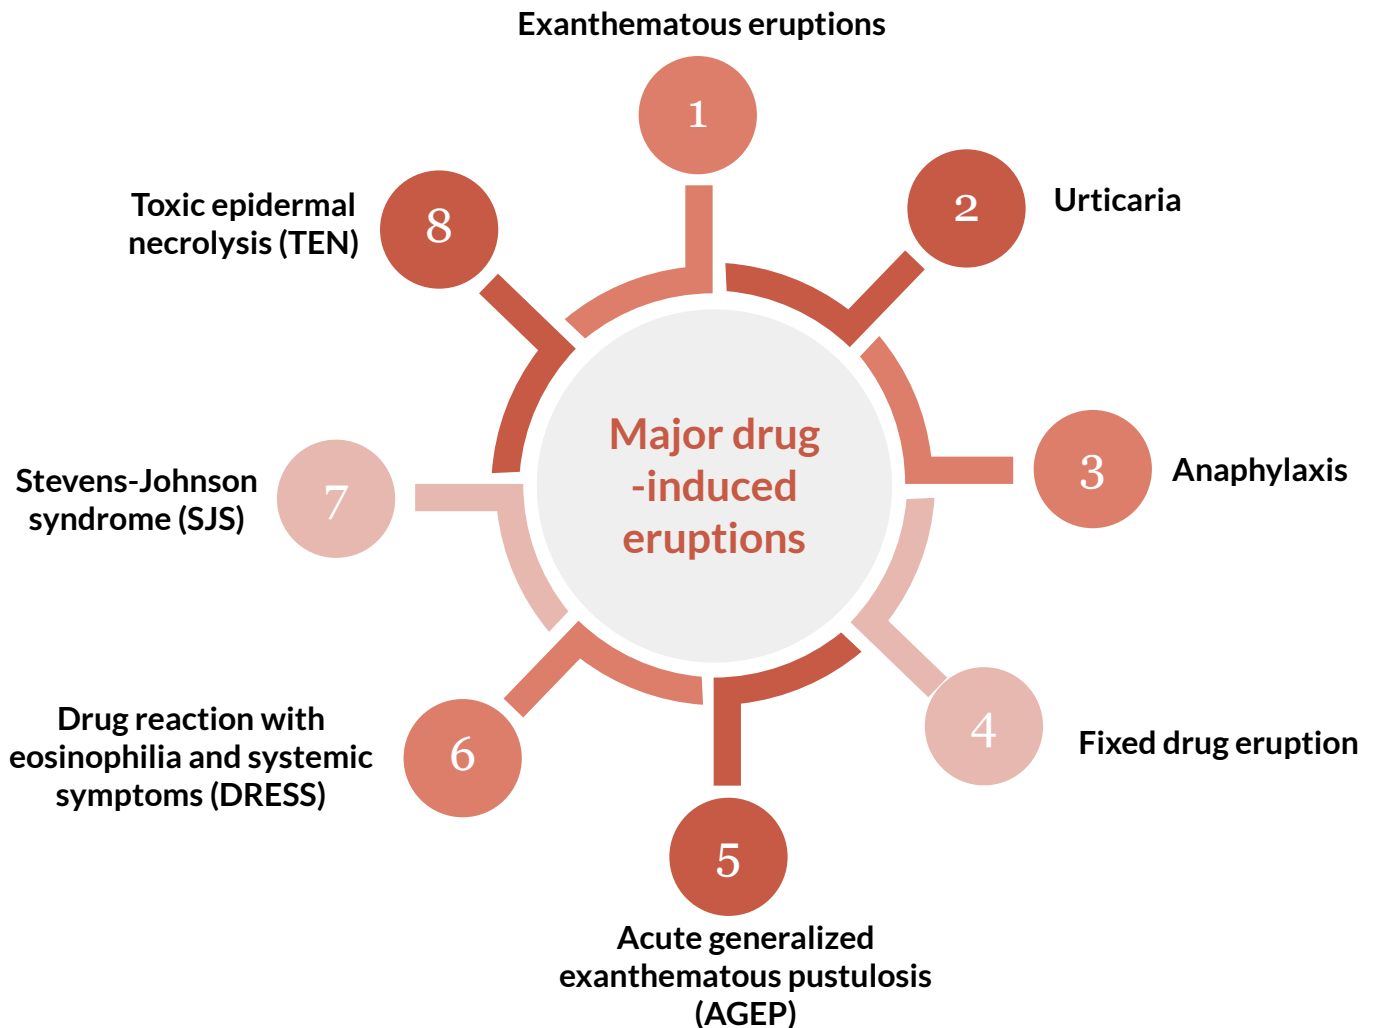 Exanthematous eruptions
1
2
Urticaria
3
Anaphylaxis
4
Fixed drug eruption
5
Acute generalized
exanthematous pustulosis
(AGEP)
6
Drug reaction with
eosinophilia and systemic
symptoms (DRESS)
7
Stevens-Johnson
syndrome (SJS)
8
Toxic epidermal
necrolysis (TEN)
Major drug
-induced
eruptions